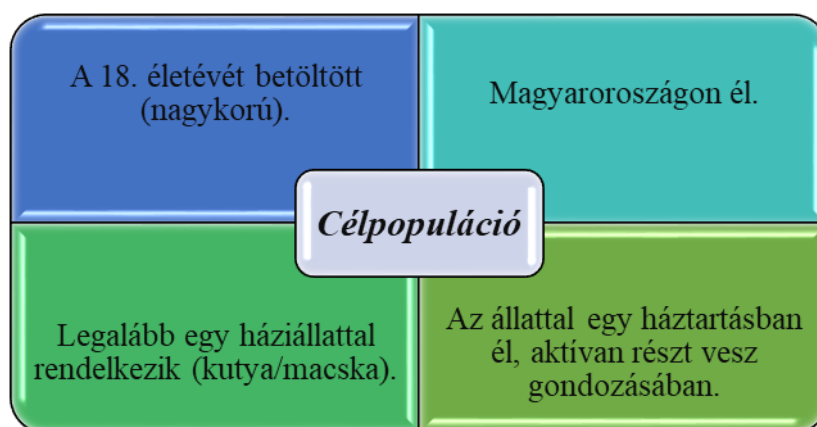 A 18. életévét betöltött
(nagykorú).
Magyaroroszágon él.
Célpopuláció
Legalább egy háziállattal
rendelkezik (kutya/macska).
Az állattal egy háztartásban
él, aktívan részt vesz
gondozásában.